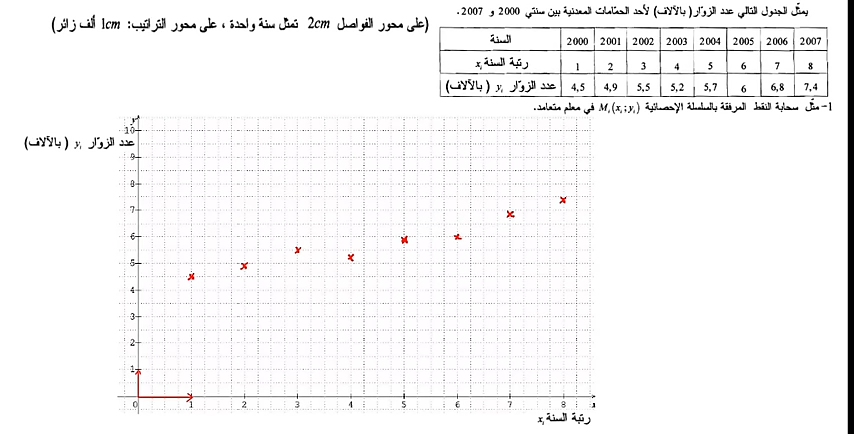 يمثّل الجدول التالي عدد الزوّار( بالآلاف) لأحد الحمّامات المعدنية بين سنتي 2000 و 2007.
(على محور الفواصل 2cm تمثل سنة واحدة ، على محور التراتيب: 1cm ألف زائر)
السنة 2000 2001 2002 2003 2004 2005 2006 2007
رتبة السنة xᵢ 1 2 3 4 5 6 7 8
عدد الزوّار yᵢ ( بالآلاف) 4,5 4,9 5,5 5,2 5,7 6 6,8 7,4
1- مثّل سحابة النقط المرفقة بالسلسلة الإحصائية Mᵢ(xᵢ;yᵢ) في معلم متعامد.
10
عدد الزوّار yᵢ ( بالآلاف)
9
8
7
6
5
4
3
2
1
0 1 2 3 4 5 6 7 8
رتبة السنة xᵢ